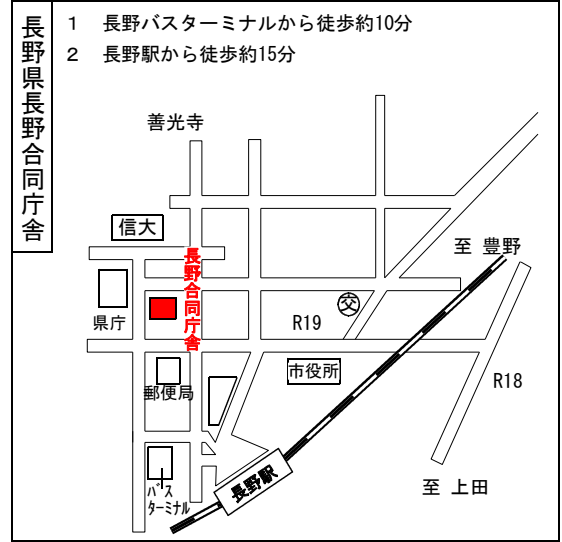 長野県長野合同庁舎
1 長野バスターミナルから徒歩約10分
2 長野駅から徒歩約15分
善光寺
信大
至 豊野
長野合同庁舎
県庁
R19
交
郵便局
市役所
R18
長野駅
至 上田
バス
ターミナル